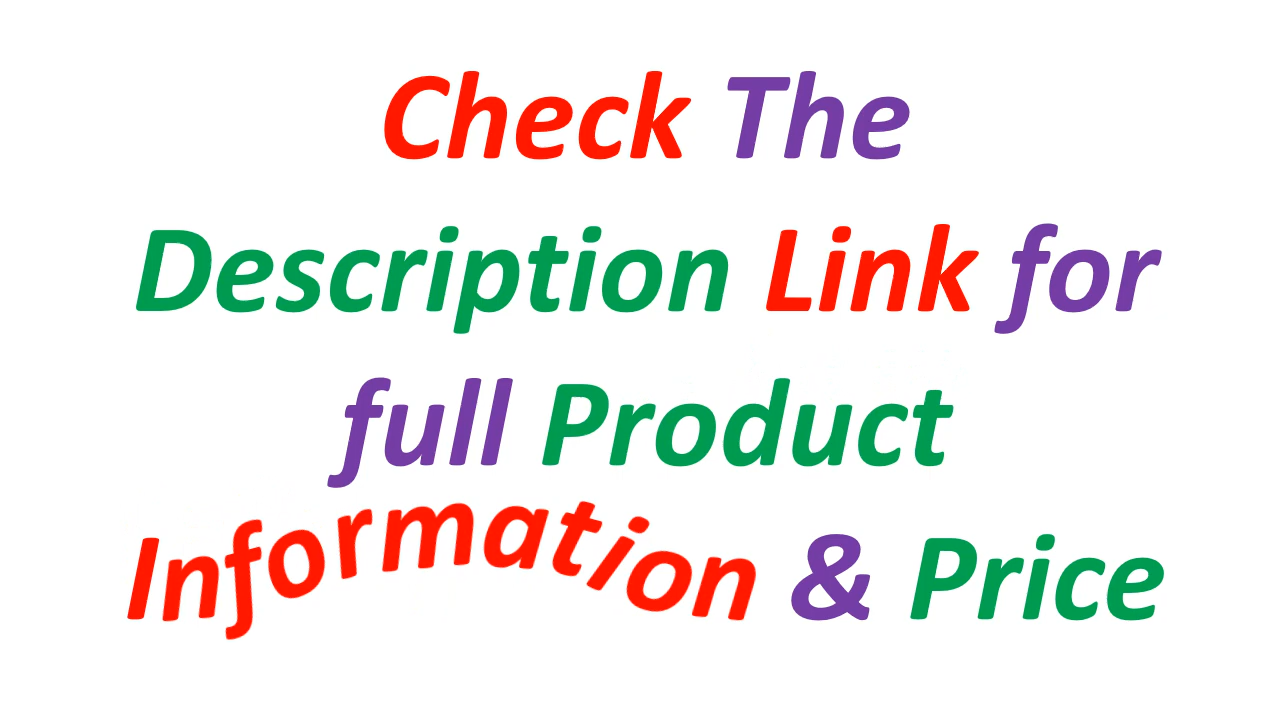 Check The
Description Link for
full Product
Information & Price